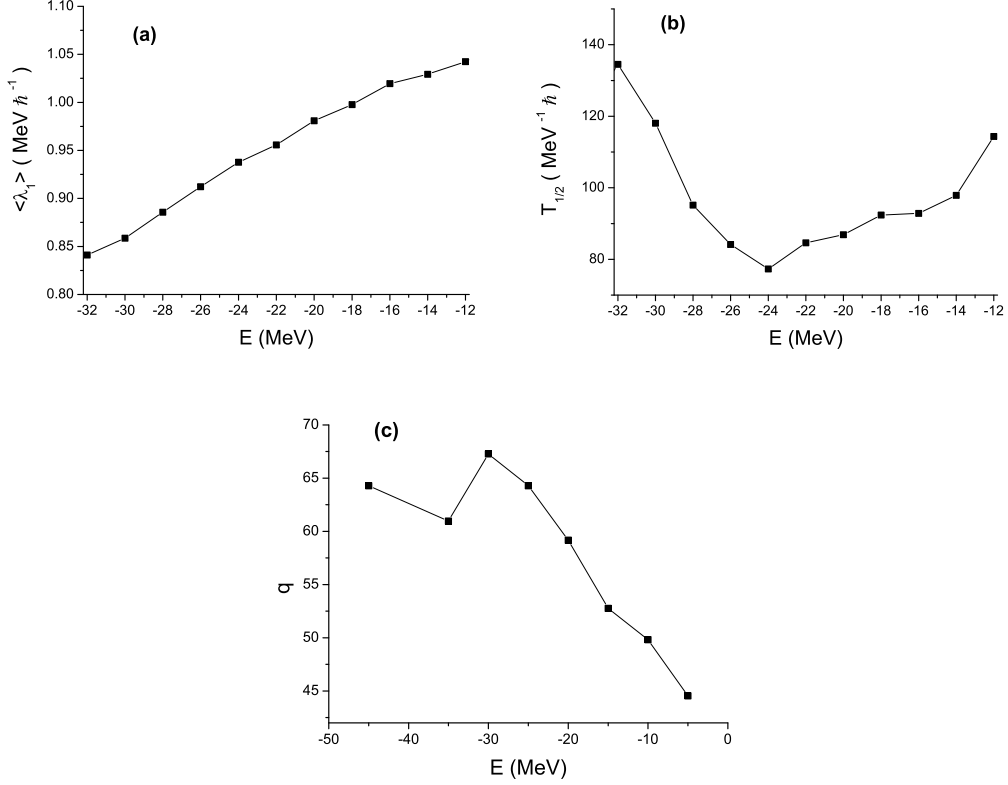 (a)
<λ₁> ( MeV ℏ⁻¹ )
1.10
1.05
1.00
0.95
0.90
0.85
0.80
-32 -30 -28 -26 -24 -22 -20 -18 -16 -14 -12
E (MeV)
(b)
T₁/₂ ( MeV⁻¹ ℏ )
140
120
100
80
-32 -30 -28 -26 -24 -22 -20 -18 -16 -14 -12
E (MeV)
(c)
q
70
65
60
55
50
45
-50 -40 -30 -20 -10 0
E (MeV)